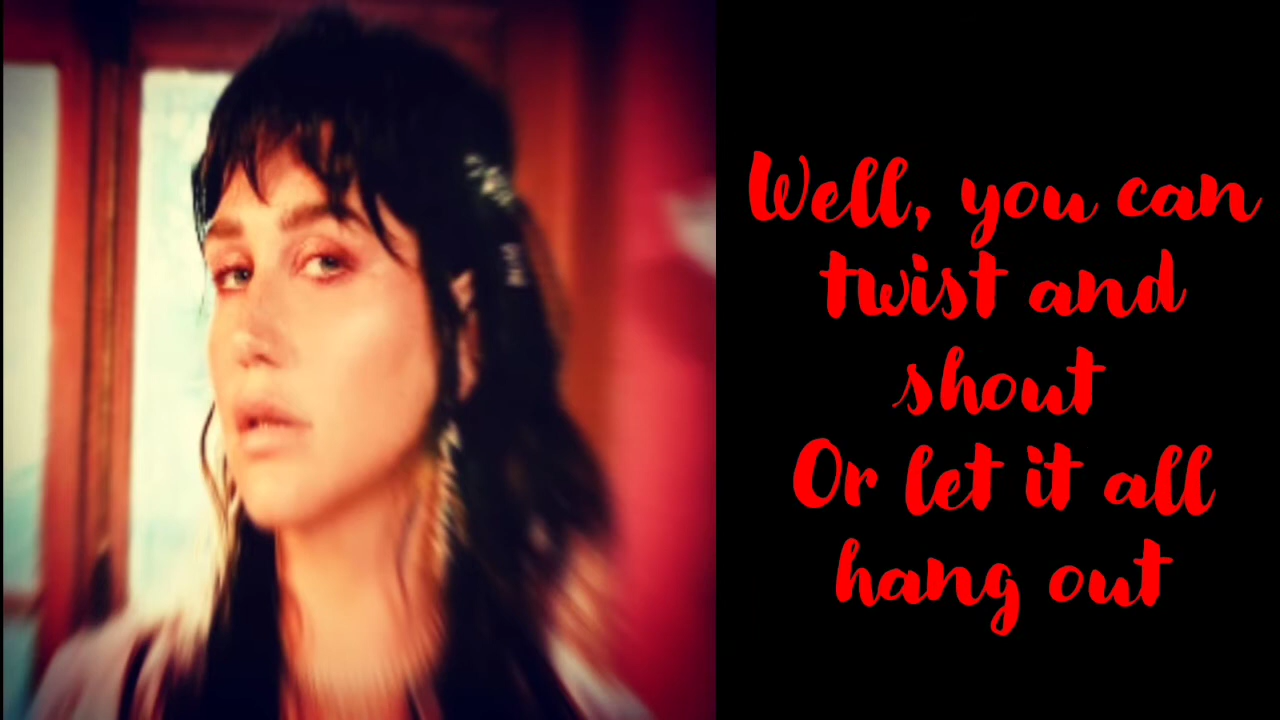 Well, you can
twist and
shout
Or let it all
hang out